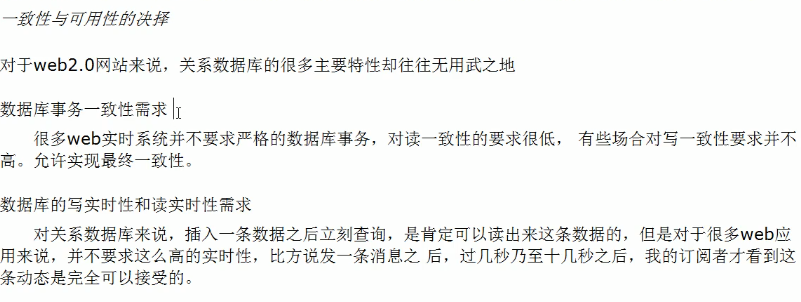 一致性与可用性的决择
对于web2.0网站来说，关系数据库的很多主要特性却往往无用武之地
数据库事务一致性需求
很多web实时系统并不要求严格的数据库事务，对读一致性的要求很低， 有些场合对写一致性要求并不
高。允许实现最终一致性。
数据库的写实时性和读实时性需求
对关系数据库来说，插入一条数据之后立刻查询，是肯定可以读出来这条数据的，但是对于很多web应
用来说，并不要求这么高的实时性，比方说发一条消息之 后，过几秒乃至十几秒之后，我的订阅者才看到这
条动态是完全可以接受的。